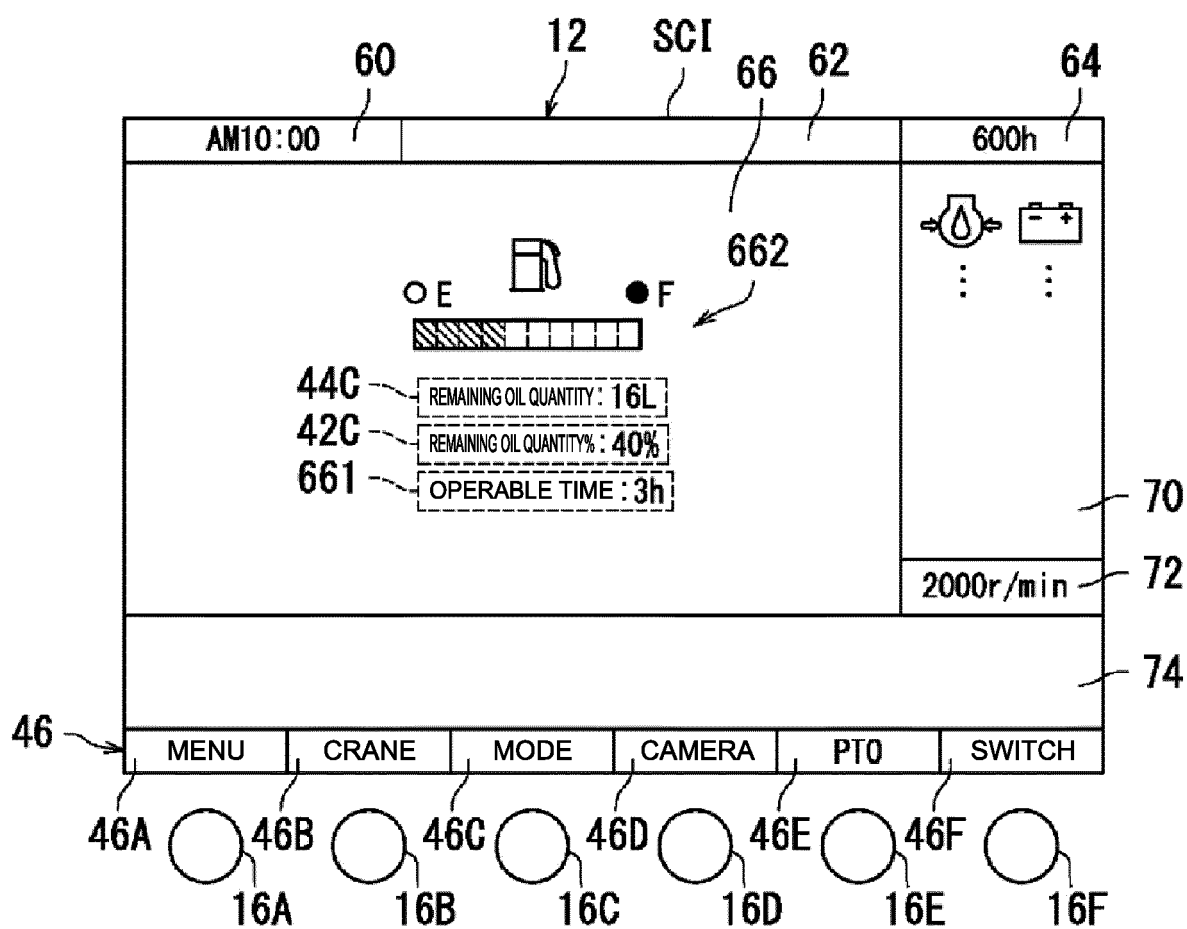 12 SCI
60 66 62 64
AM10:00 600h
- +
662
E F
44C REMAINING OIL QUANTITY : 16L
42C REMAINING OIL QUANTITY% : 40%
661 OPERABLE TIME : 3h
70
2000r/min 72
74
46
MENU CRANE MODE CAMERA PTO SWITCH
46A 46B 46C 46D 46E 46F
16A 16B 16C 16D 16E 16F